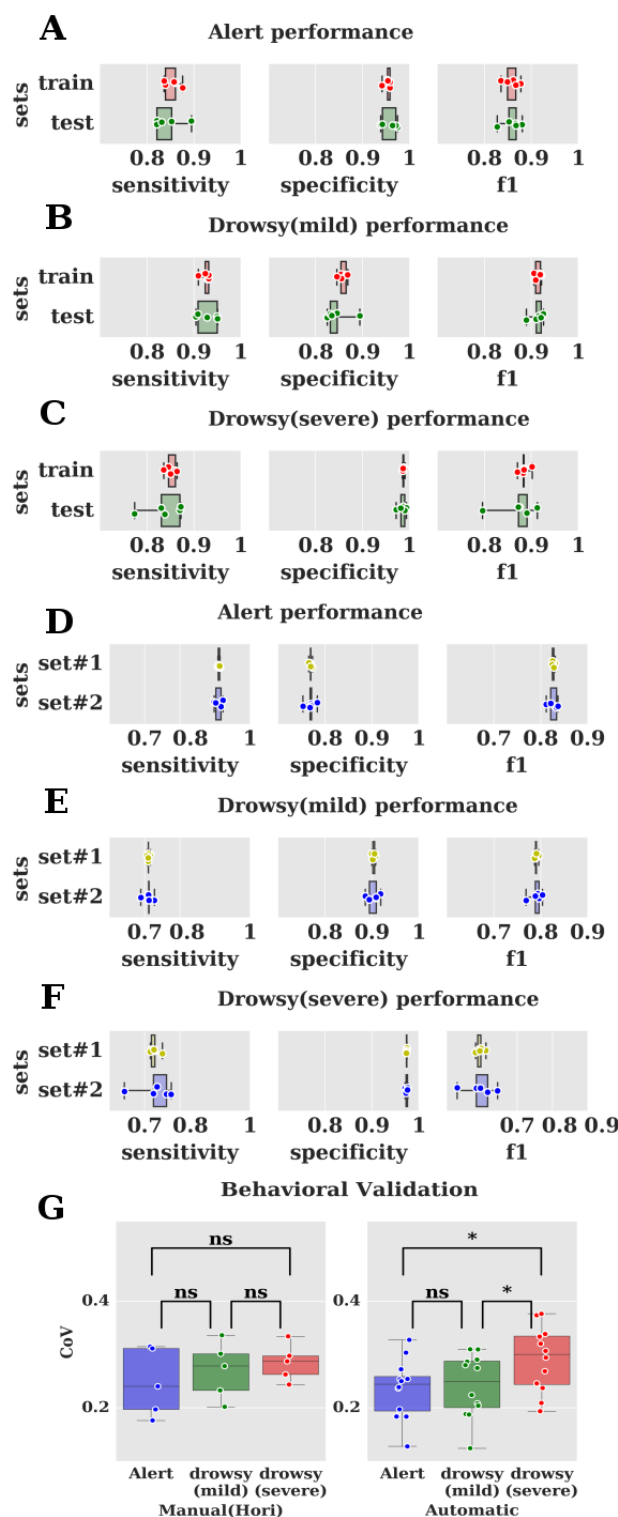 A
Alert performance
sets
train
test
0.8 0.9 1
sensitivity
0.8 0.9 1
specificity
0.8 0.9 1
f1
B
Drowsy(mild) performance
sets
train
test
0.8 0.9 1
sensitivity
0.8 0.9 1
specificity
0.8 0.9 1
f1
C
Drowsy(severe) performance
sets
train
test
0.8 0.9 1
sensitivity
0.8 0.9 1
specificity
0.8 0.9 1
f1
D
Alert performance
sets
set#1
set#2
0.7 0.8 1
sensitivity
0.8 0.9 1
specificity
0.7 0.8 0.9
f1
E
Drowsy(mild) performance
sets
set#1
set#2
0.7 0.8 1
sensitivity
0.8 0.9 1
specificity
0.7 0.8 0.9
f1
F
Drowsy(severe) performance
sets
set#1
set#2
0.7 0.8 1
sensitivity
0.8 0.9 1
specificity
0.7 0.8 0.9
f1
Behavioral Validation
G
CoV
0.4
0.2
ns
ns ns
Alert
drowsy
(mild)
drowsy
(severe)
Manual(Hori)
*
ns *
Alert
drowsy
(mild)
drowsy
(severe)
Automatic